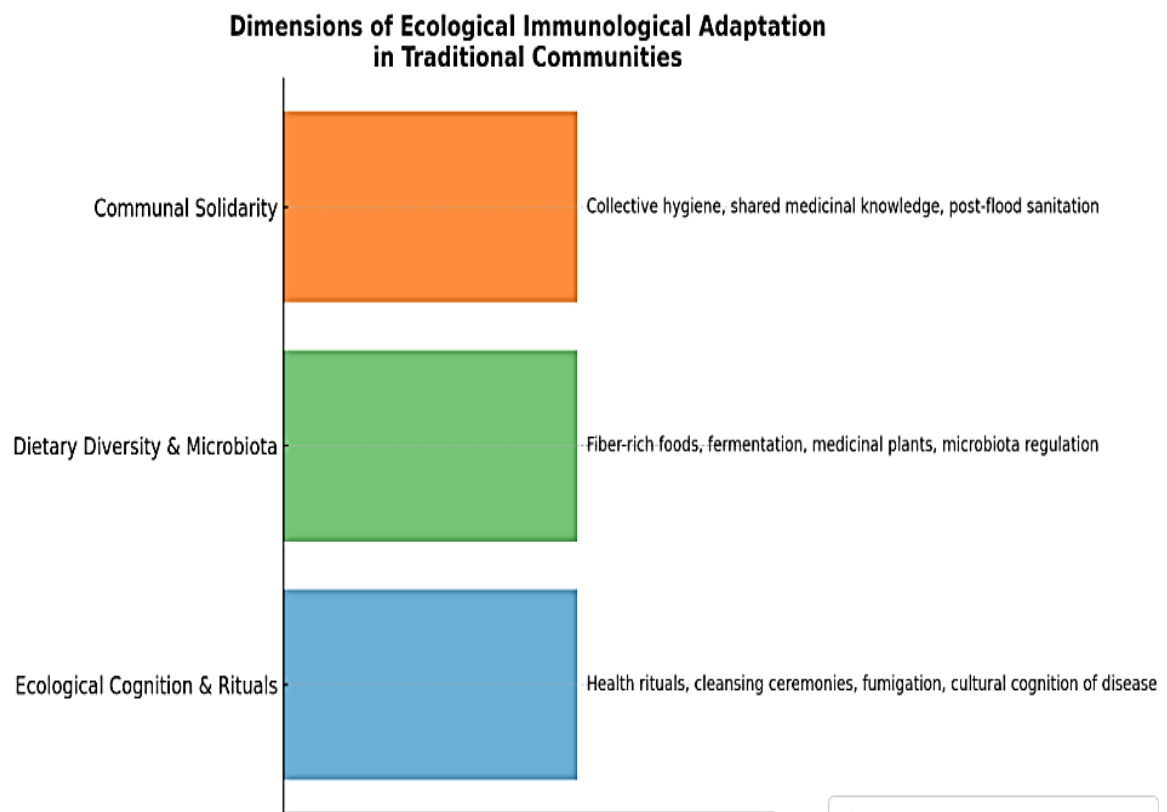 Dimensions of Ecological Immunological Adaptation
in Traditional Communities
Communal Solidarity
Collective hygiene, shared medicinal knowledge, post-flood sanitation
Dietary Diversity & Microbiota
Fiber-rich foods, fermentation, medicinal plants, microbiota regulation
Ecological Cognition & Rituals
Health rituals, cleansing ceremonies, fumigation, cultural cognition of disease